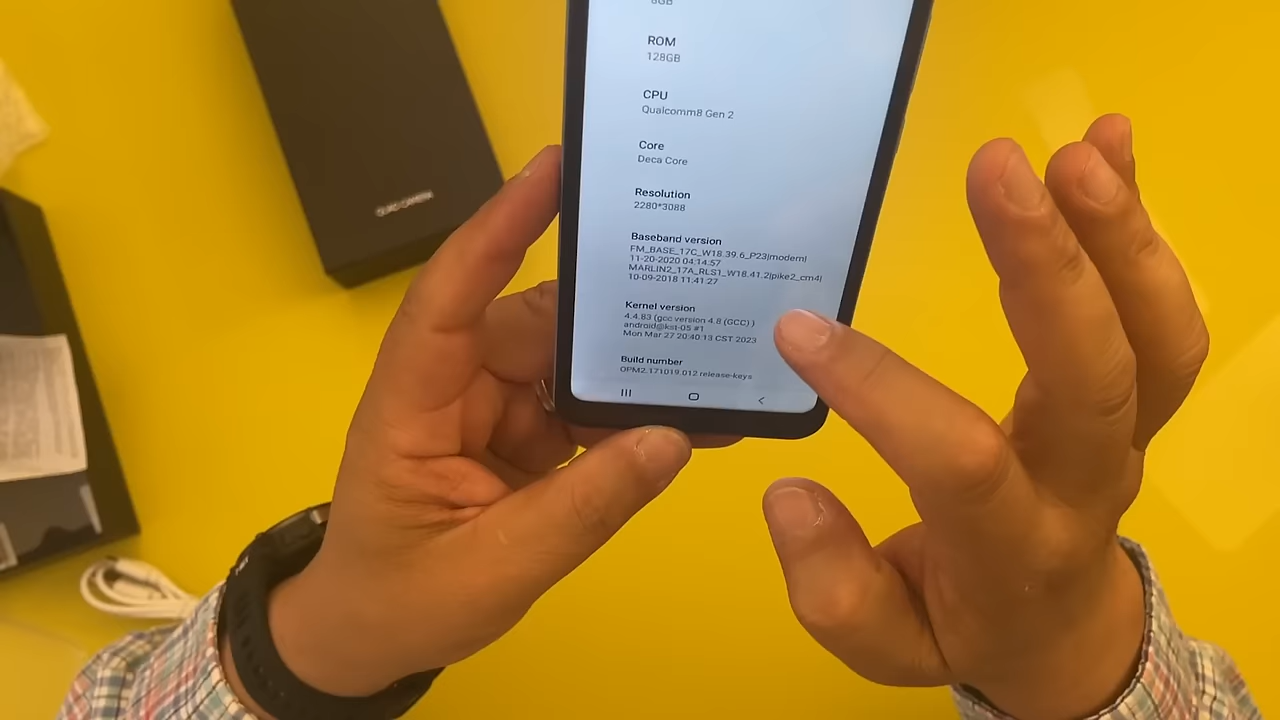 8GB
ROM
128GB
CPU
Qualcomm8 Gen 2
Core
Deca Core
Resolution
2280*3088
Baseband version
FM_BASE_17C_W18.39.6_P23|modem|
11-20-2020 04:14:57
MARLIN2_17A_RLS1_W18.41.2|pike2_cm4|
10-09-2018 11:41:27
Kernel version
4.4.83 (gcc version 4.8 (GCC) )
android@kst-05 #1
Mon Mar 27 20:40:13 CST 2023
Build number
OPM2.171019.012 release-keys
QUAD CAMERA